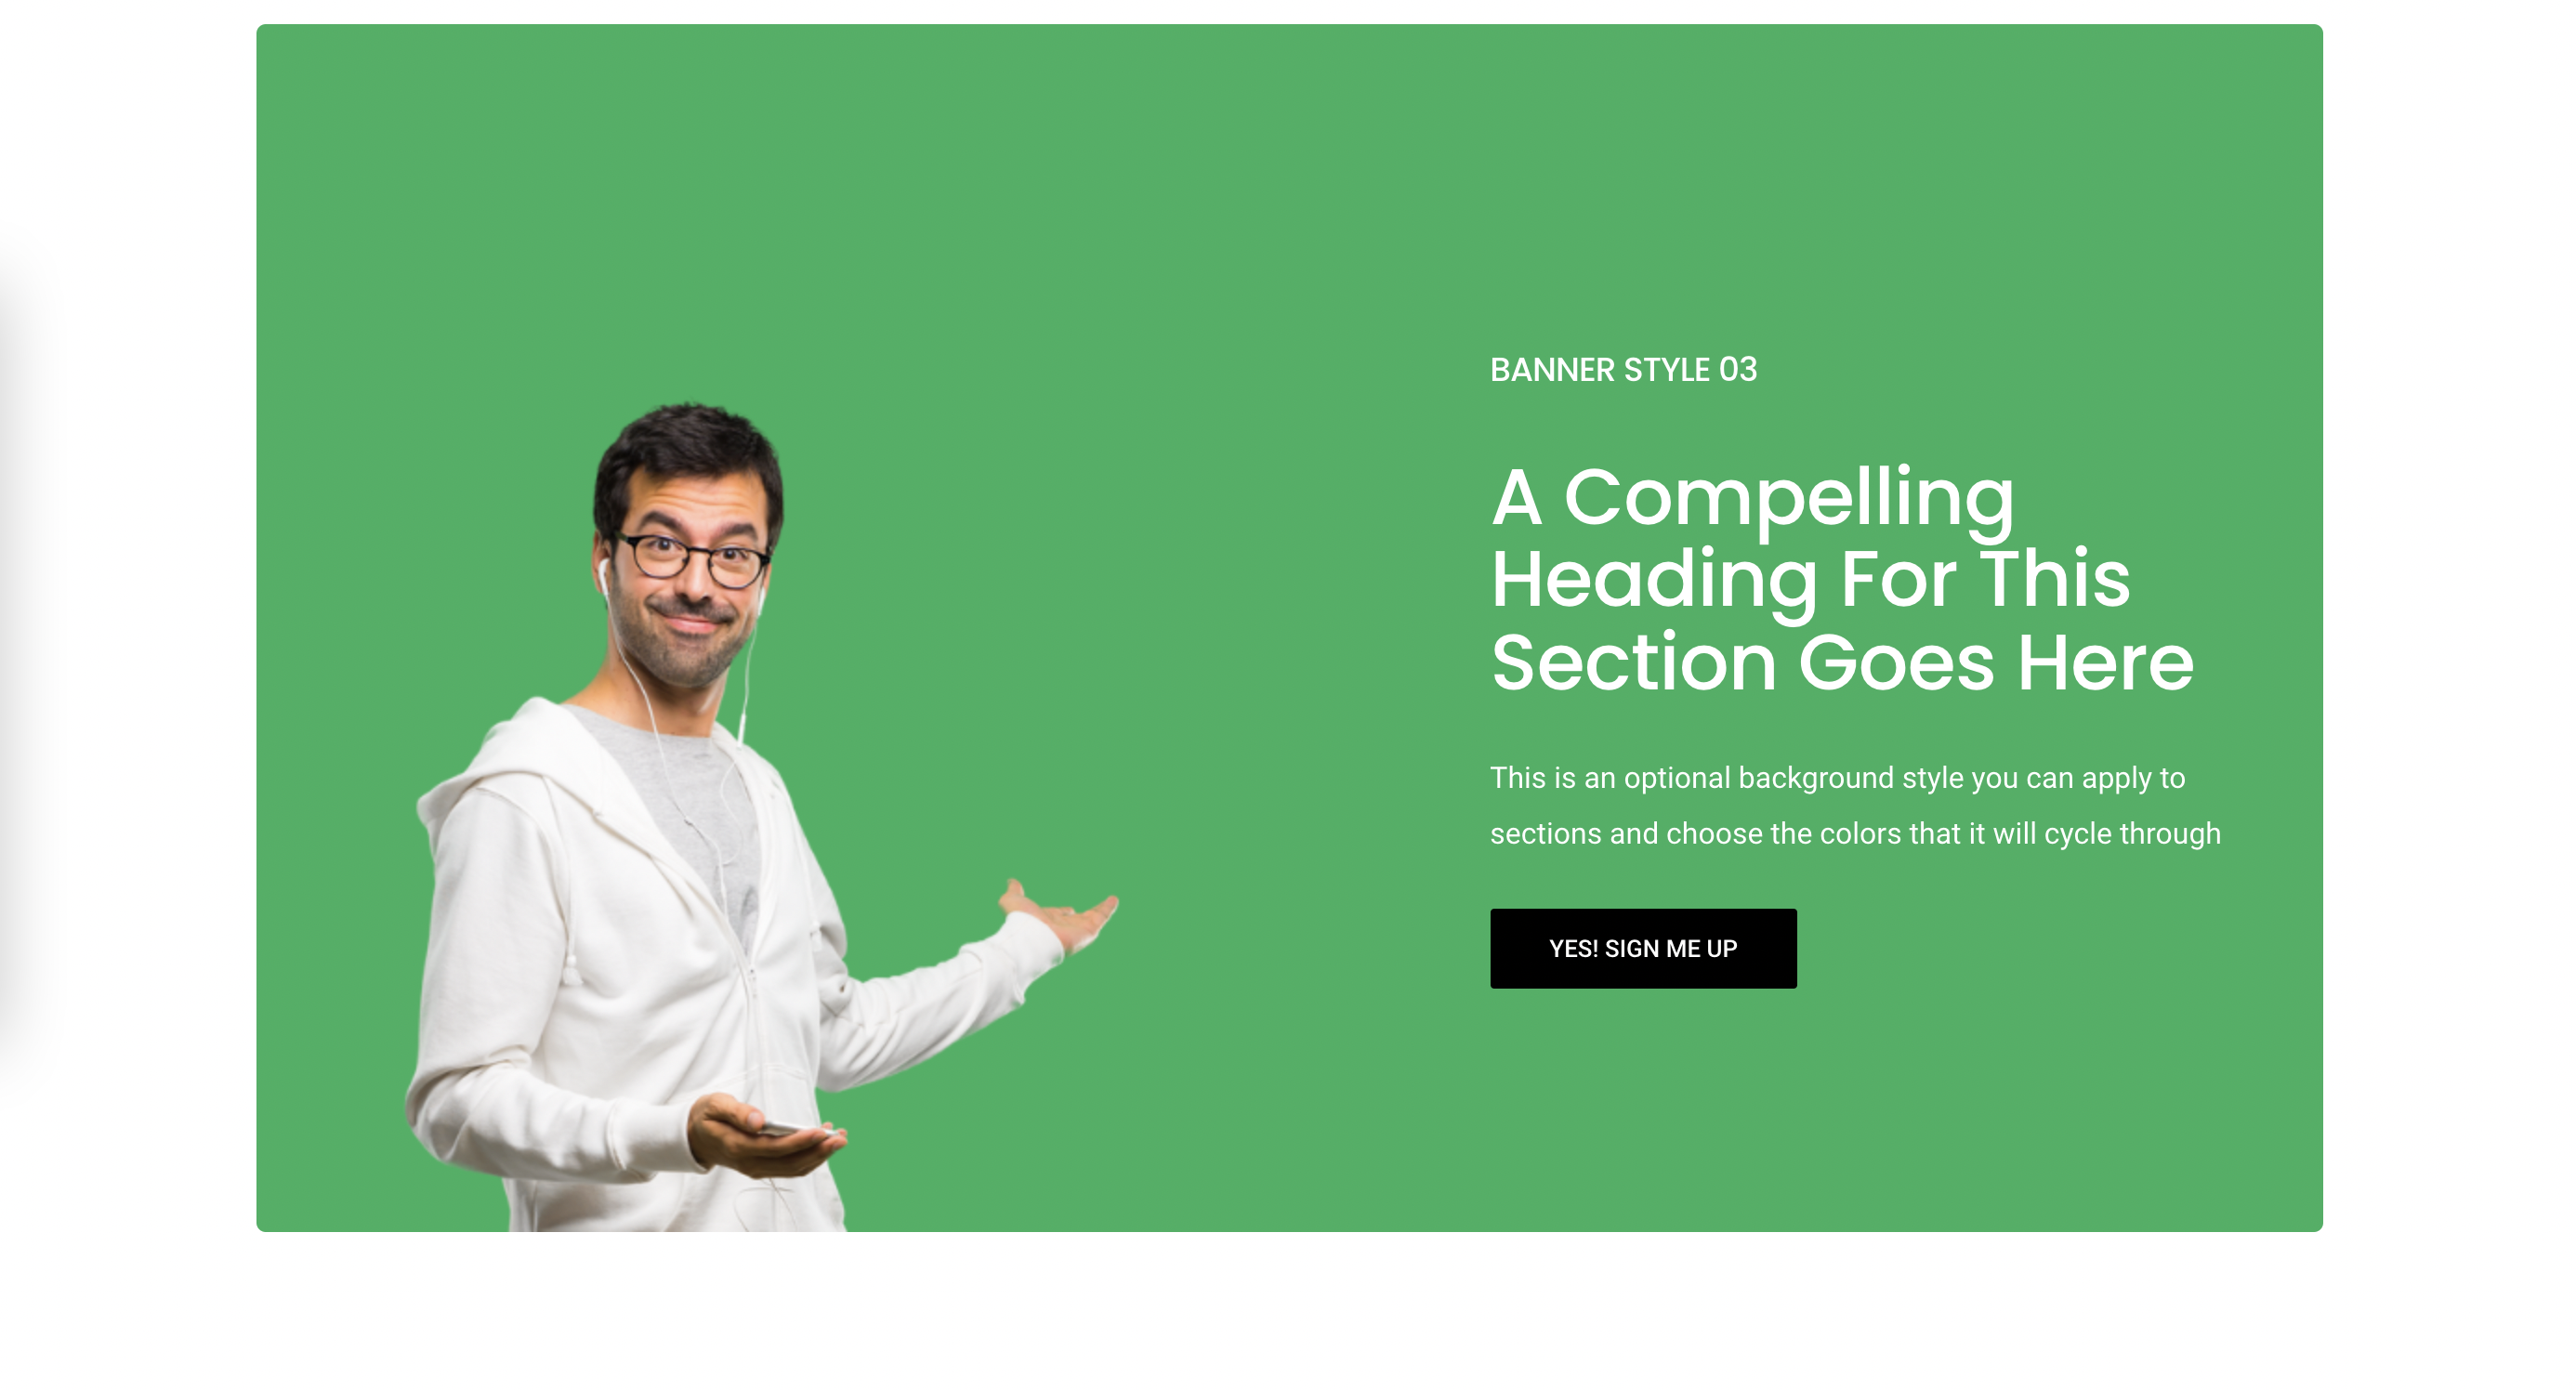 BANNER STYLE 03
A Compelling
Heading For This
Section Goes Here
This is an optional background style you can apply to
sections and choose the colors that it will cycle through
YES! SIGN ME UP